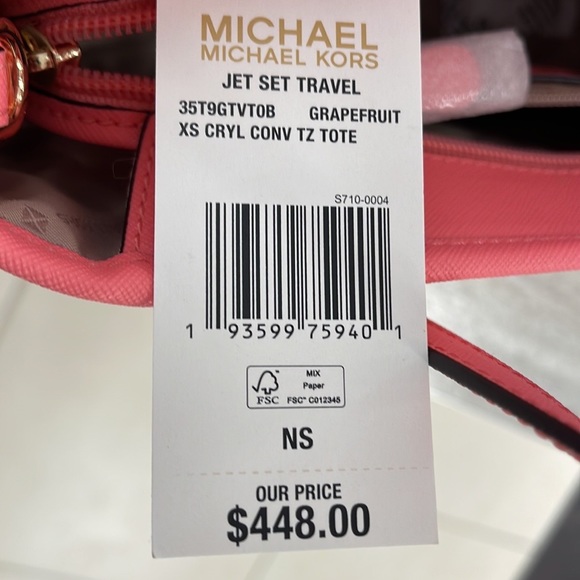 MICHAEL
MICHAEL KORS
JET SET TRAVEL
35T9GTVT0B GRAPEFRUIT
XS CRYL CONV TZ TOTE
S710-0004
1 93599 75940 1
MIX
Paper
FSC FSC™ C012345
NS
OUR PRICE
$448.00